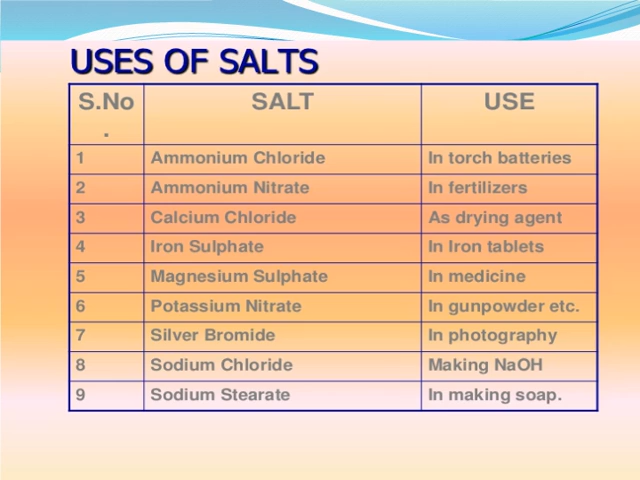 USES OF SALTS
S.No. SALT USE
1 Ammonium Chloride In torch batteries
2 Ammonium Nitrate In fertilizers
3 Calcium Chloride As drying agent
4 Iron Sulphate In Iron tablets
5 Magnesium Sulphate In medicine
6 Potassium Nitrate In gunpowder etc.
7 Silver Bromide In photography
8 Sodium Chloride Making NaOH
9 Sodium Stearate In making soap.